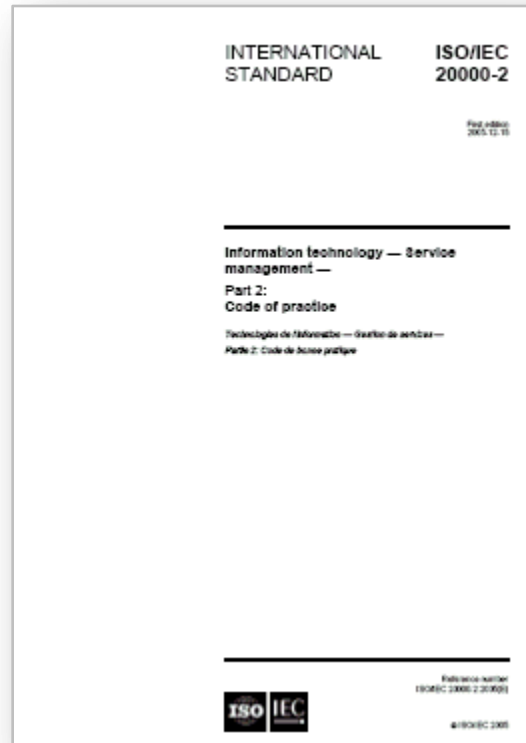 INTERNATIONAL STANDARD
ISO/IEC 20000-2
First edition
2005-12-15
Information technology — Service
management —
Part 2:
Code of practice
Technologies de l'information — Gestion de services —
Partie 2: Code de bonne pratique
Reference number
ISO/IEC 20000-2:2005(E)
ISO IEC
© ISO/IEC 2005